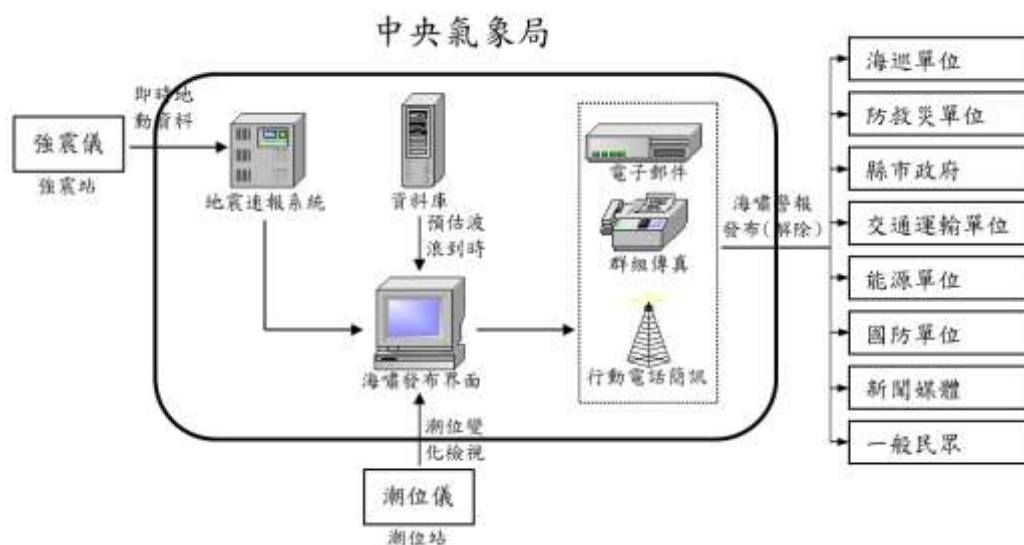 中央氣象局
即時地
動資料
強震儀
強震站
地震速報系統
資料庫
預估波
浪到時
海嘯發布界面
潮位變
化檢視
潮位儀
潮位站
電子郵件
群組傳真
行動電話簡訊
海嘯警報
發布(解除)
海巡單位
防救災單位
縣市政府
交通運輸單位
能源單位
國防單位
新聞媒體
一般民眾